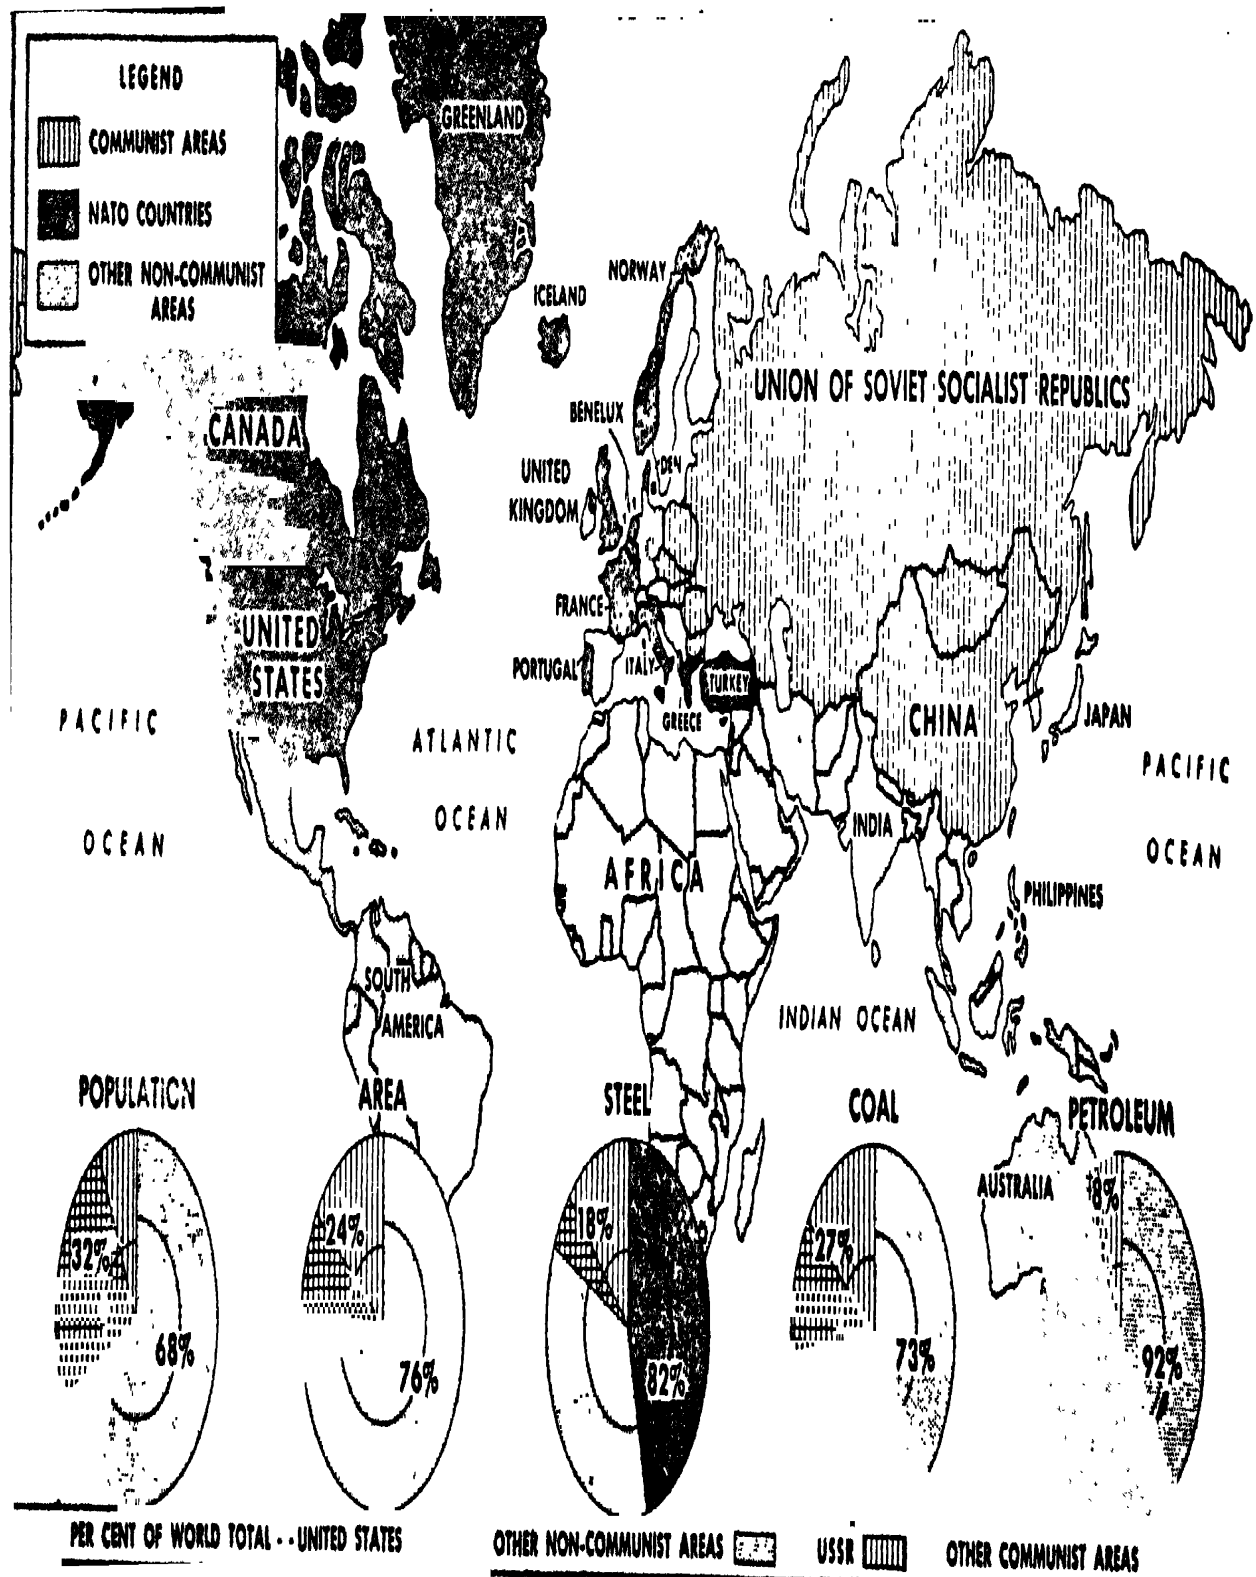 LEGEND
COMMUNIST AREAS
NATO COUNTRIES
OTHER NON-COMMUNIST
AREAS
GREENLAND
ICELAND
NORWAY
UNION OF SOVIET SOCIALIST REPUBLICS
CANADA
BENELUX
DEN
UNITED
KINGDOM
FRANCE
UNITED
STATES
PORTUGAL
ITALY
TURKEY
GREECE
CHINA
JAPAN
PACIFIC
OCEAN
ATLANTIC
OCEAN
PACIFIC
OCEAN
INDIA
AFRICA
PHILIPPINES
SOUTH
AMERICA
INDIAN OCEAN
AUSTRALIA
POPULATION
32%
68%
AREA
24%
76%
STEEL
18%
82%
COAL
27%
73%
PETROLEUM
8%
92%
PER CENT OF WORLD TOTAL - - UNITED STATES
OTHER NON-COMMUNIST AREAS
USSR
OTHER COMMUNIST AREAS